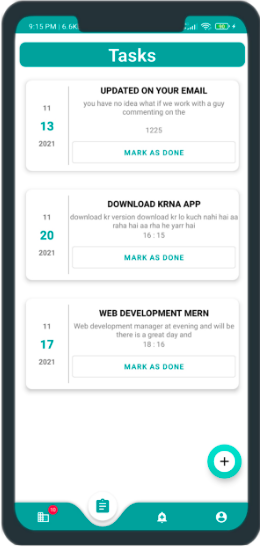 9:15 PM | 6.6K
Tasks
UPDATED ON YOUR EMAIL
you have no idea what if we work with a guy
commenting on the
11
13
2021
1225
MARK AS DONE
DOWNLOAD KRNA APP
download kr version download kr lo kuch nahi hai aa
raha hai aa rha he yarr hai
11
20
2021
16 : 15
MARK AS DONE
WEB DEVELOPMENT MERN
Web development manager at evening and will be
there is a great day and
11
17
2021
18 : 16
MARK AS DONE
+